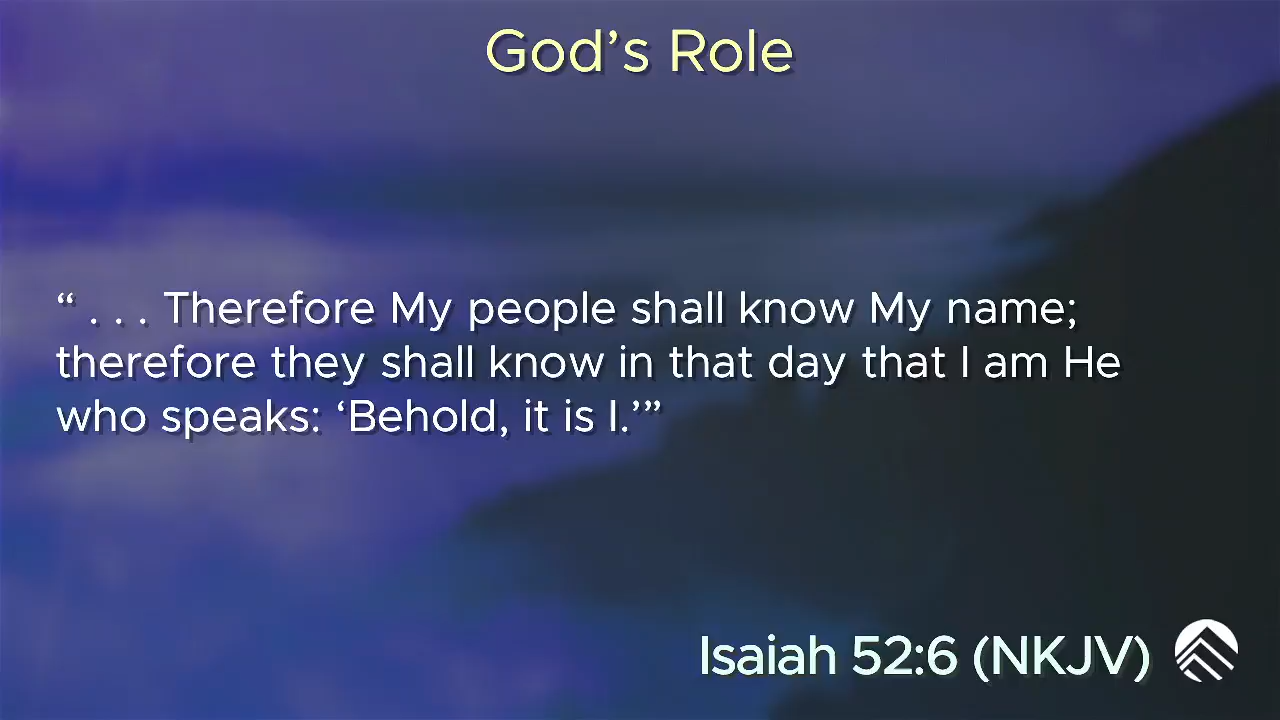 God’s Role
“ . . . Therefore My people shall know My name;
therefore they shall know in that day that I am He
who speaks: ‘Behold, it is I.’”
Isaiah 52:6 (NKJV)